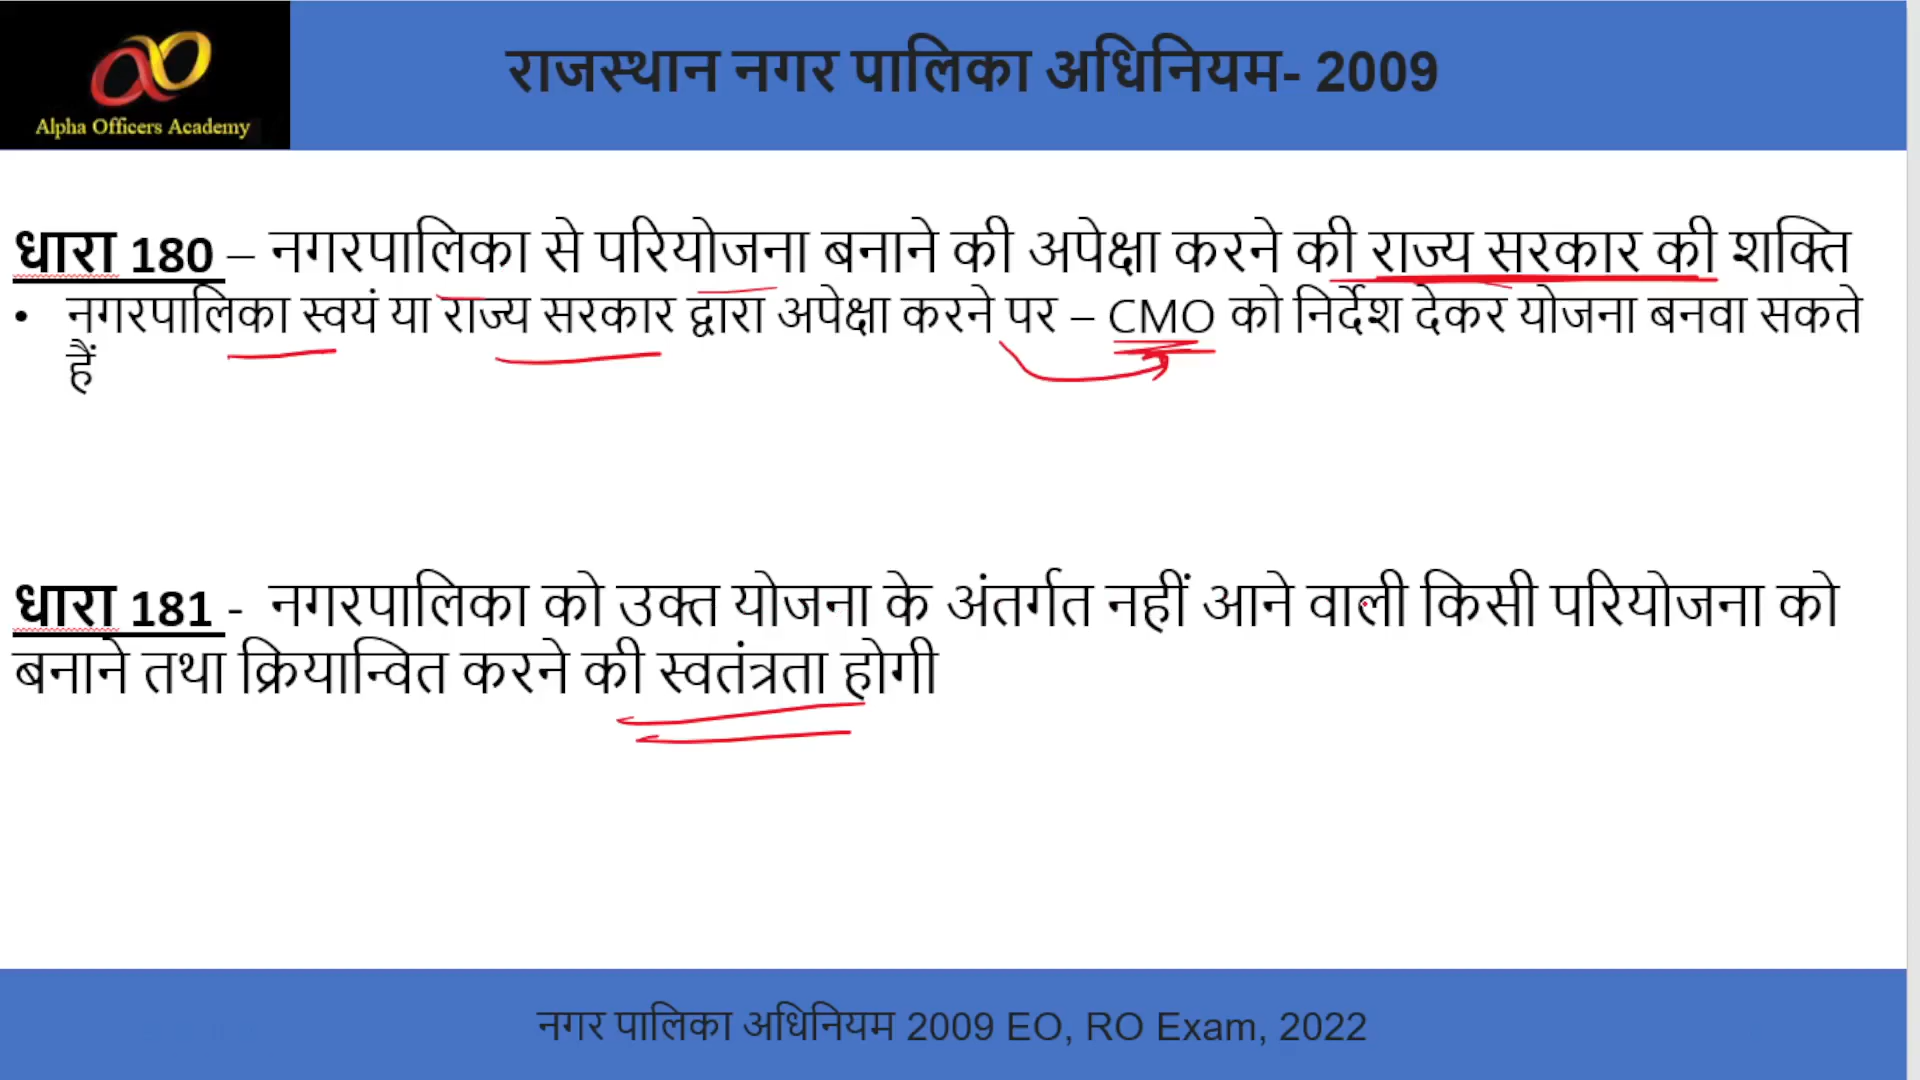 Alpha Officers Academy
राजस्थान नगर पालिका अधिनियम- 2009
धारा 180 – नगरपालिका से परियोजना बनाने की अपेक्षा करने की राज्य सरकार की शक्ति
• नगरपालिका स्वयं या राज्य सरकार द्वारा अपेक्षा करने पर – CMO को निर्देश देकर योजना बनवा सकते
हैं
धारा 181 - नगरपालिका को उक्त योजना के अंतर्गत नहीं आने वाली किसी परियोजना को
बनाने तथा क्रियान्वित करने की स्वतंत्रता होगी
नगर पालिका अधिनियम 2009 EO, RO Exam, 2022